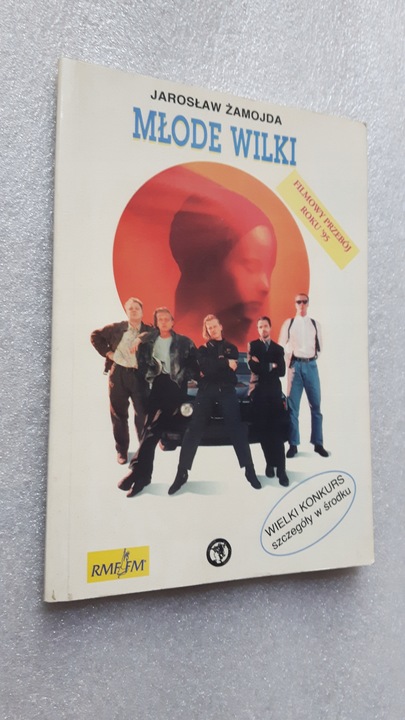 JAROSŁAW ŻAMOJDA
MŁODE WILKI
FILMOWY PRZEBÓJ
ROKU '95
WIELKI KONKURS
szczegóły w środku
RMF FM